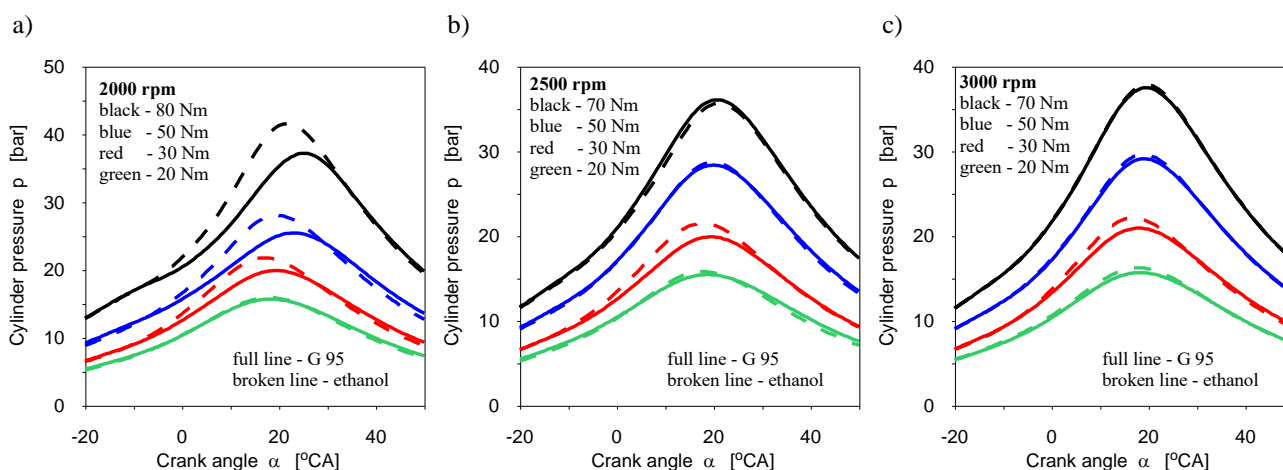 a)
50
40
30
20
10
0
-20
0
20
40
Cylinder pressure p [bar]
Crank angle α [ºCA]
2000 rpm
black - 80 Nm
blue - 50 Nm
red - 30 Nm
green - 20 Nm
full line - G 95
broken line - ethanol
b)
40
30
20
10
0
-20
0
20
40
Cylinder pressure p [bar]
Crank angle α [ºCA]
2500 rpm
black - 70 Nm
blue - 50 Nm
red - 30 Nm
green - 20 Nm
full line - G 95
broken line - ethanol
c)
40
30
20
10
0
-20
0
20
40
Cylinder pressure p [bar]
Crank angle α [ºCA]
3000 rpm
black - 70 Nm
blue - 50 Nm
red - 30 Nm
green - 20 Nm
full line - G 95
broken line - ethanol